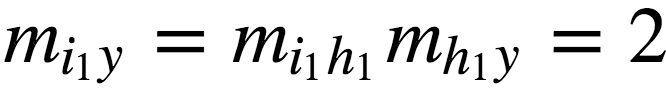 $m_{i_1 y} = m_{i_1 h_1} m_{h_1 y} = 2$